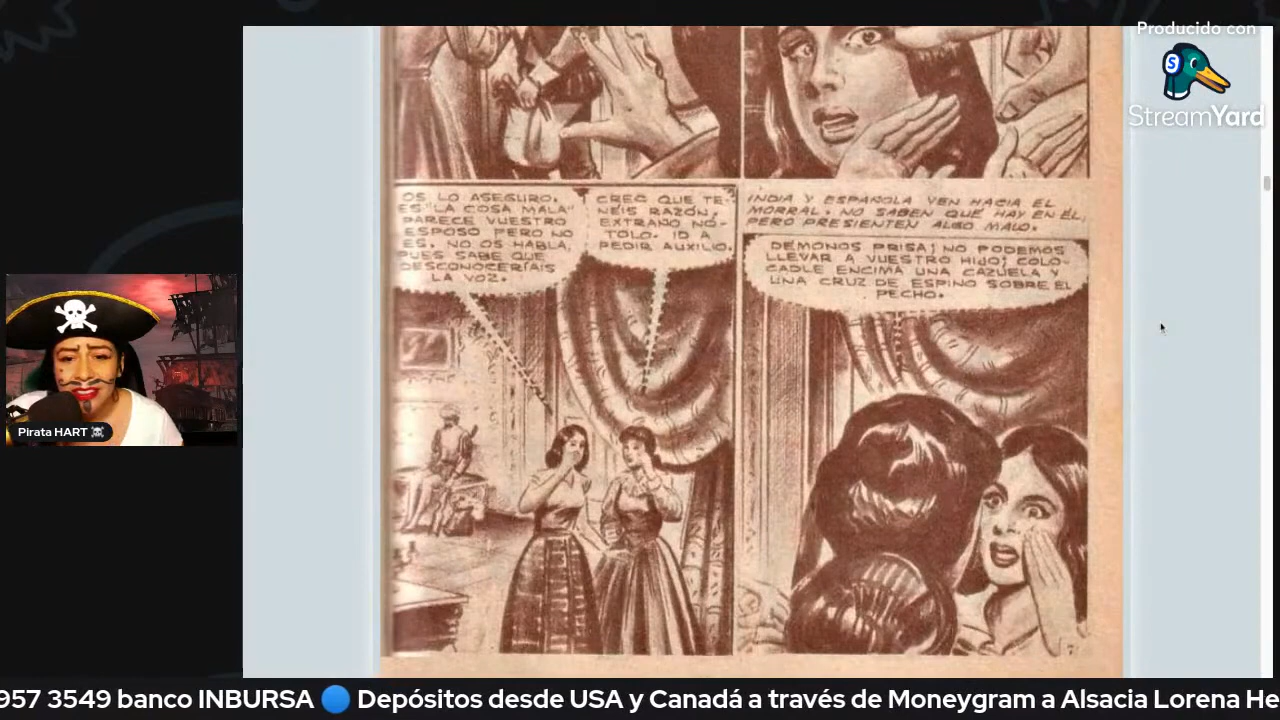 Producido con
StreamYard
OS LO ASEGURO.
ES "LA COSA MALA"
PARECE VUESTRO
ESPOSO PERO NO
ES. NO OS HABLA,
PUES SABE QUE
DESCONOCERÍAIS
LA VOZ.
CREO QUE TE-
NÉIS RAZÓN,
EXTRAÑO NÓ-
TOLO. ID A
PEDIR AUXILIO.
INDIA Y ESPAÑOLA VEN HACIA EL
MORRAL. NO SABEN QUÉ HAY EN ÉL,
PERO PRESIENTEN ALGO MALO.
DÉMONOS PRISA; NO PODEMOS
LLEVAR A VUESTRO HIJO; COLO-
CADLE ENCIMA UNA CAZUELA Y
UNA CRUZ DE ESPINO SOBRE EL
PECHO.
7
Pirata HART ☠️
957 3549 banco INBURSA 🔵 Depósitos desde USA y Canadá a través de Moneygram a Alsacia Lorena He